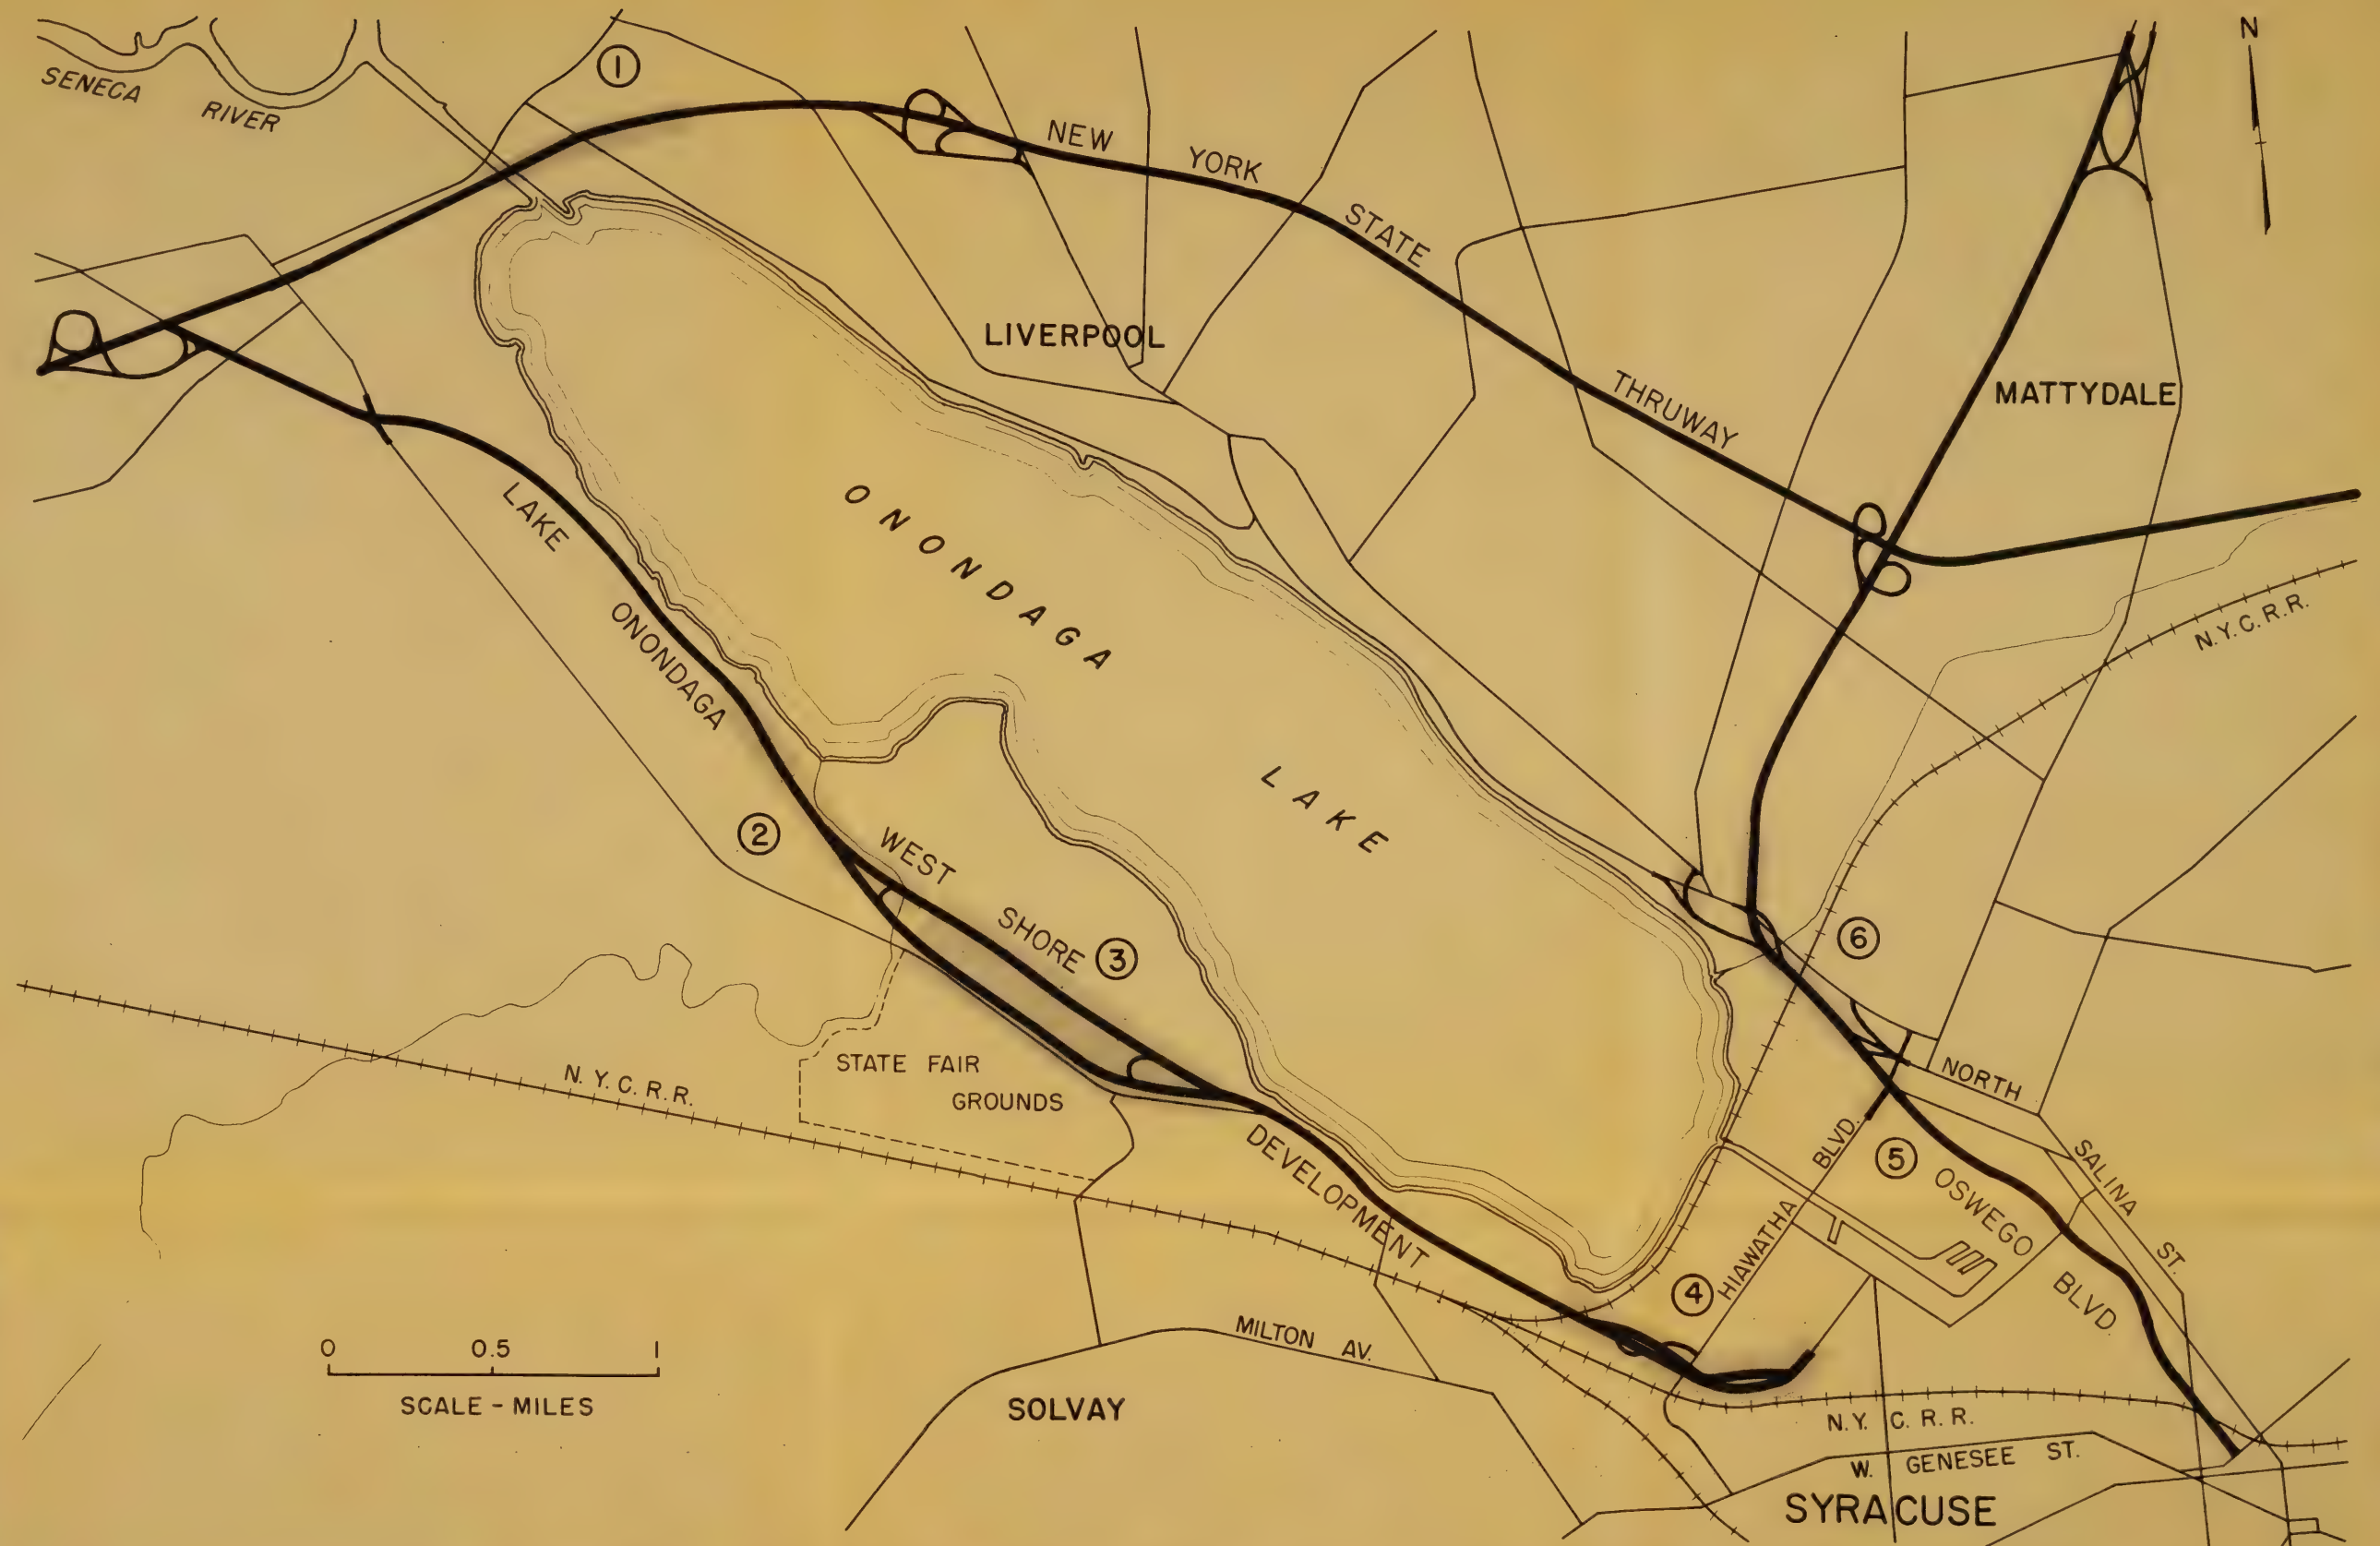 N
1
SENECA RIVER
NEW YORK STATE THRUWAY
LIVERPOOL
MATTYDALE
ONONDAGA LAKE
N.Y.C.R.R.
LAKE ONONDAGA WEST SHORE DEVELOPMENT
2
3
6
STATE FAIR
GROUNDS
N.Y.C.R.R.
NORTH SALINA ST.
HIAWATHA BLVD.
5
OSWEGO BLVD.
4
0 0.5 1
SCALE - MILES
MILTON AV.
SOLVAY
N.Y. C.R.R.
W. GENESEE ST.
SYRACUSE